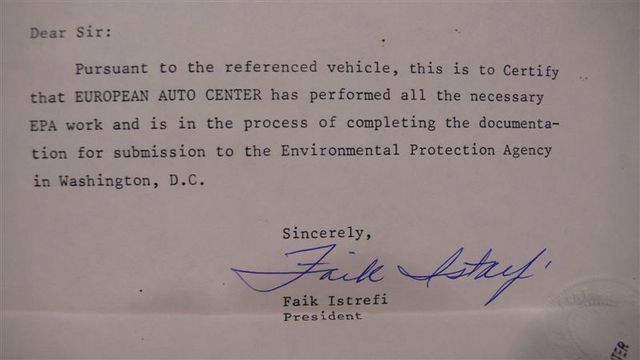 Dear Sir:
Pursuant to the referenced vehicle, this is to Certify
that EUROPEAN AUTO CENTER has performed all the necessary
EPA work and is in the process of completing the documenta-
tion for submission to the Environmental Protection Agency
in Washington, D.C.
Sincerely,
Faik Istrefi
Faik Istrefi
President